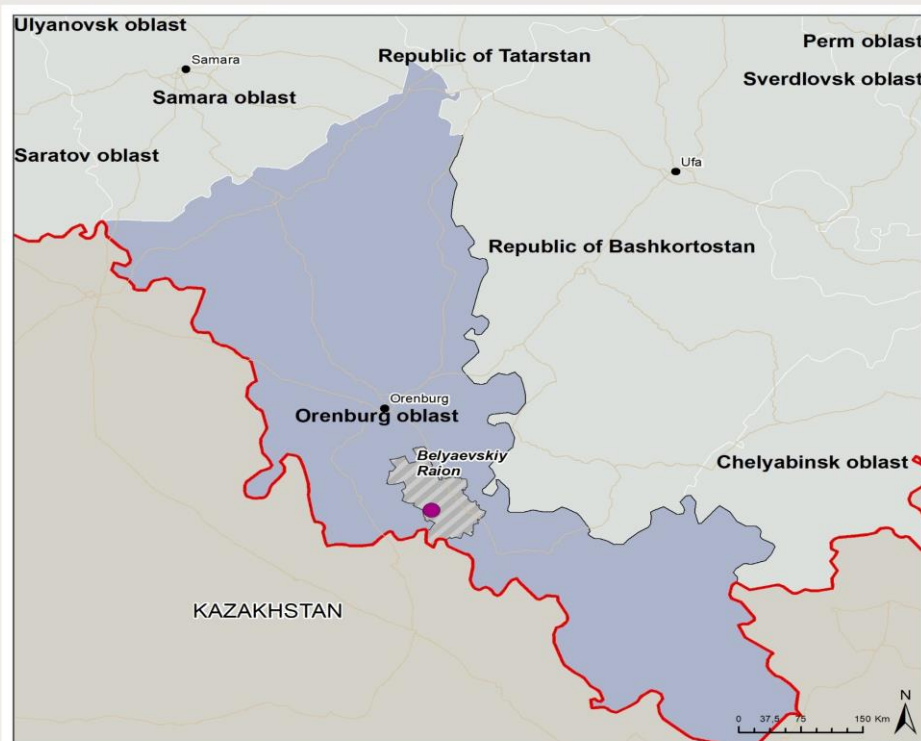 Ulyanovsk oblast
Samara
Republic of Tatarstan
Perm oblast
Sverdlovsk oblast
Samara oblast
Saratov oblast
Ufa
Republic of Bashkortostan
Orenburg
Orenburg oblast
Belyaevskiy
Raion
Chelyabinsk oblast
KAZAKHSTAN
N
0 37,5 75 150 Km